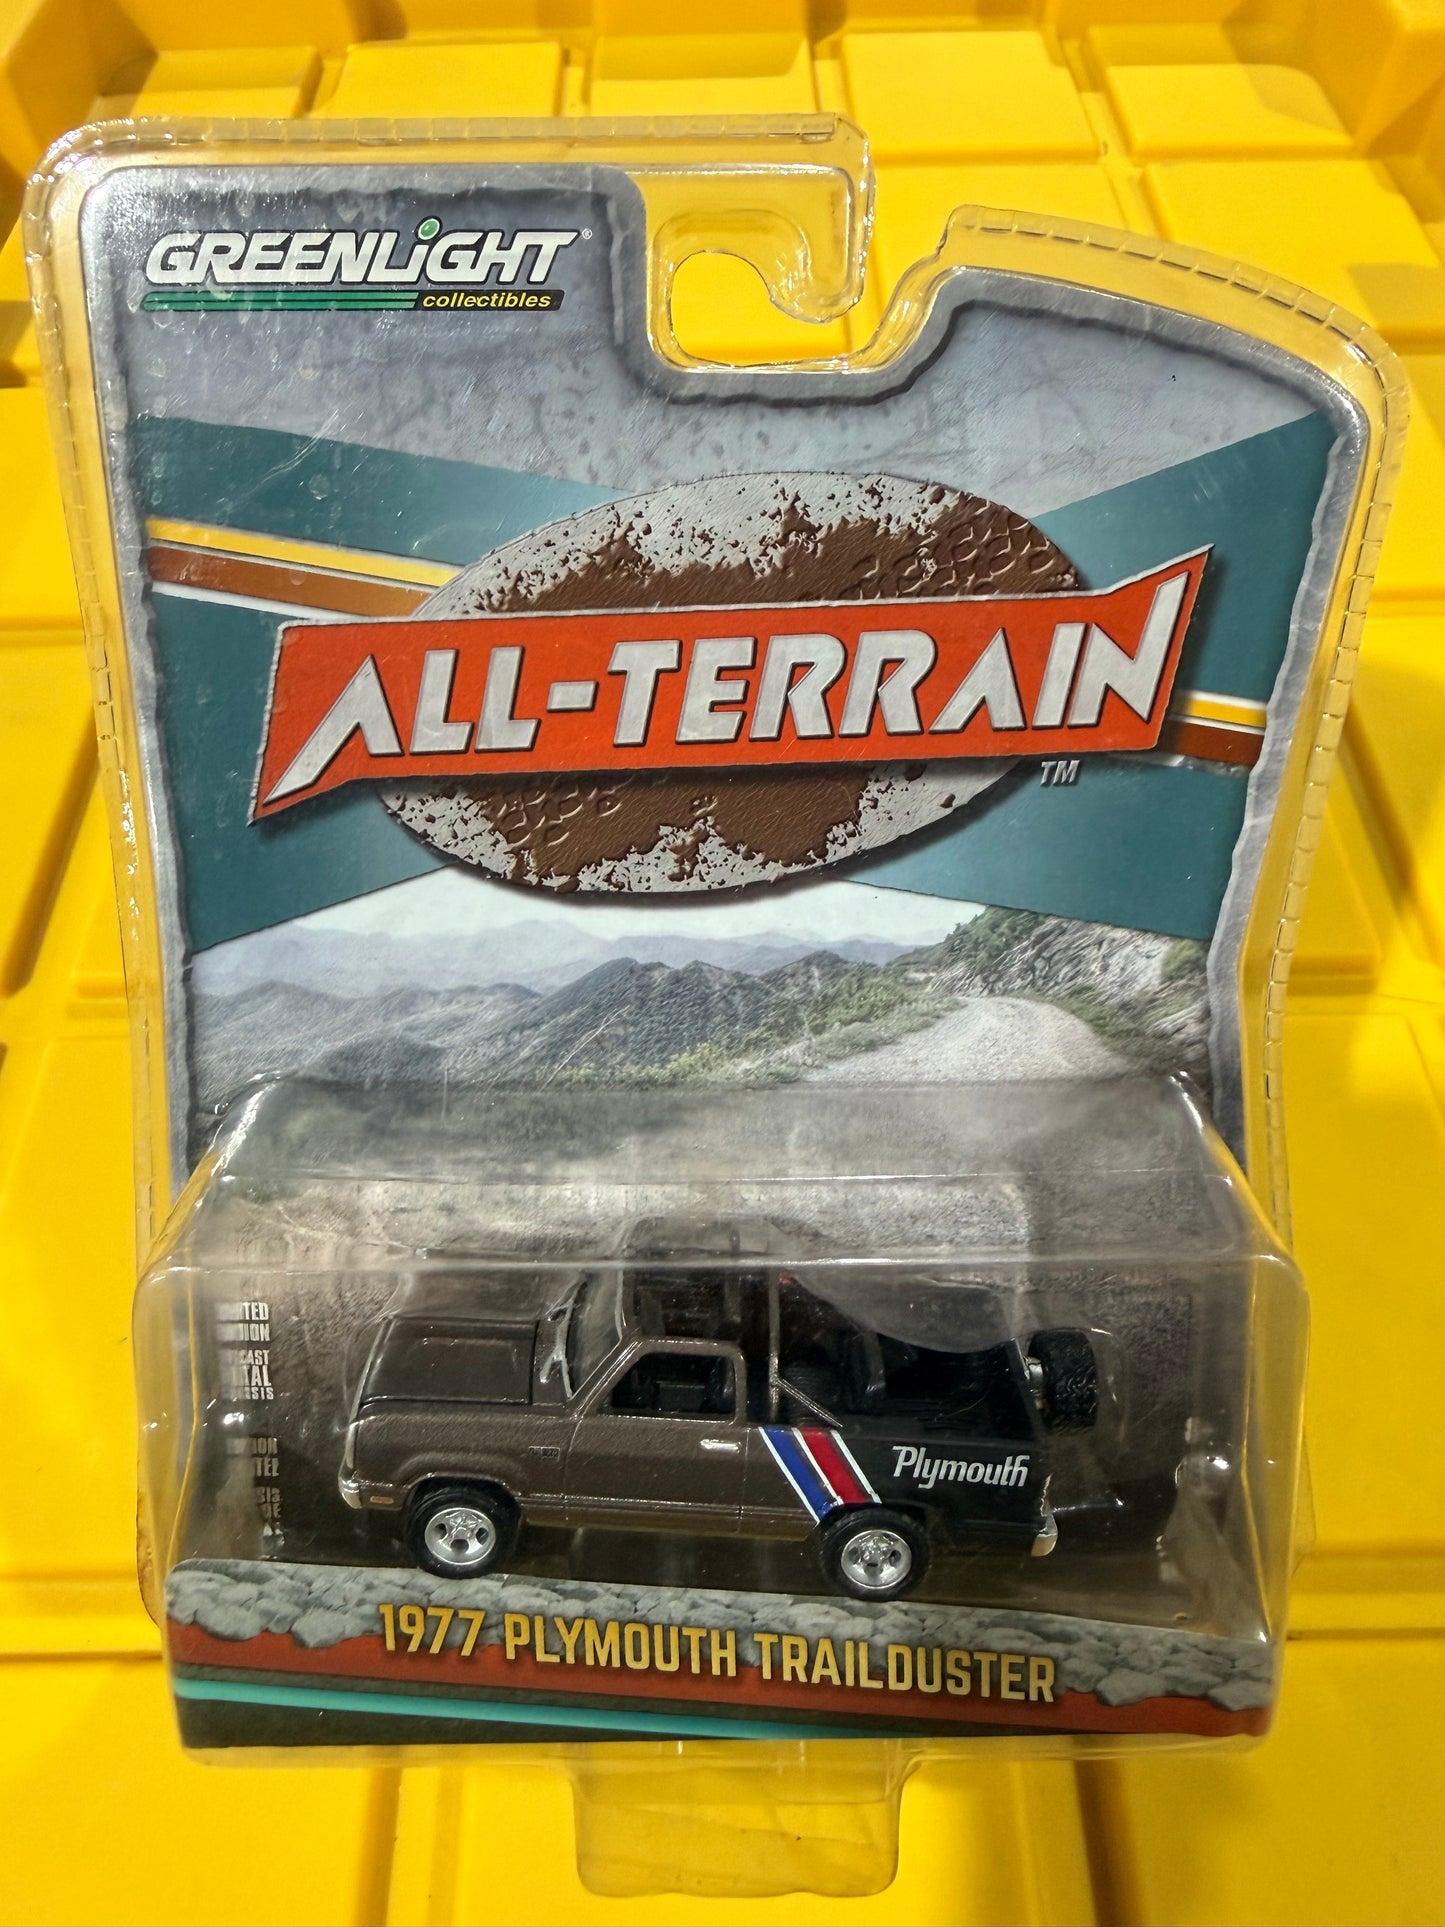 GREENLiGHT®
collectibles
ALL-TERRAIN
TM
Plymouth
1977 PLYMOUTH TRAILDUSTER